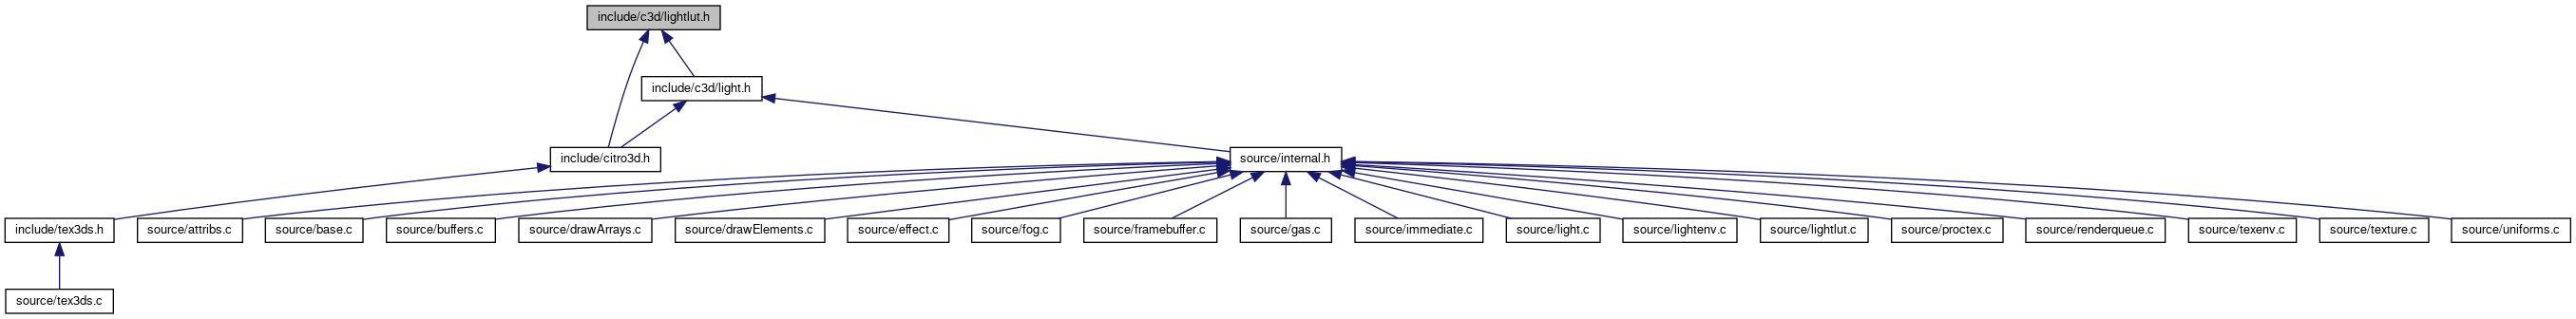 include/c3d/lightlut.h
include/c3d/light.h
include/citro3d.h
source/internal.h
include/tex3ds.h
source/attribs.c
source/base.c
source/buffers.c
source/drawArrays.c
source/drawElements.c
source/effect.c
source/fog.c
source/framebuffer.c
source/gas.c
source/immediate.c
source/light.c
source/lightenv.c
source/lightlut.c
source/proctex.c
source/renderqueue.c
source/texenv.c
source/texture.c
source/uniforms.c
source/tex3ds.c